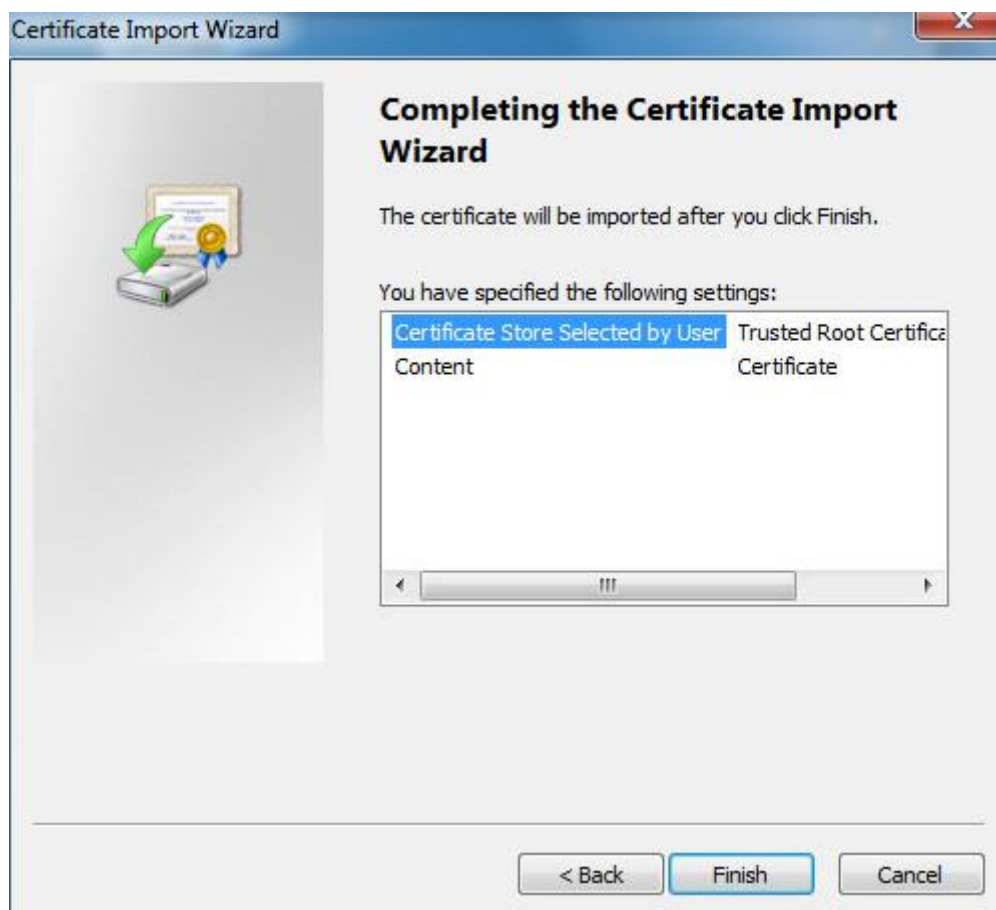 Certificate Import Wizard
X
Completing the Certificate Import
Wizard
The certificate will be imported after you click Finish.
You have specified the following settings:
Certificate Store Selected by User Trusted Root Certifica
Content Certificate
< Back Finish Cancel